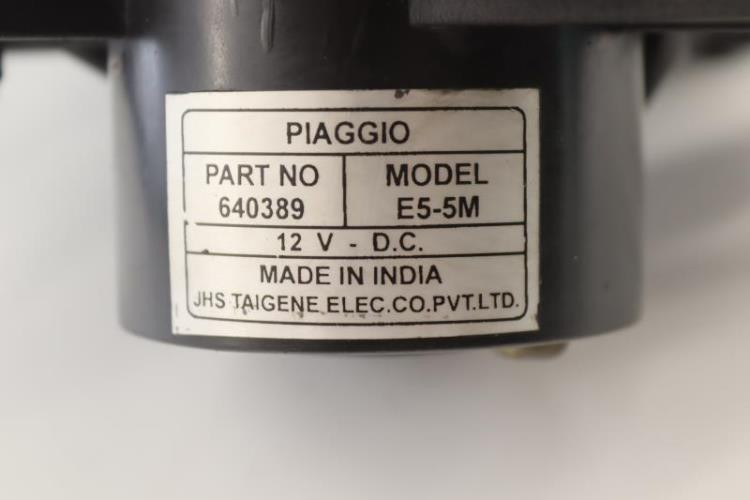 PIAGGIO
PART NO MODEL
640389 E5-5M
12 V - D.C.
MADE IN INDIA
JHS TAIGENE ELEC.CO.PVT.LTD.